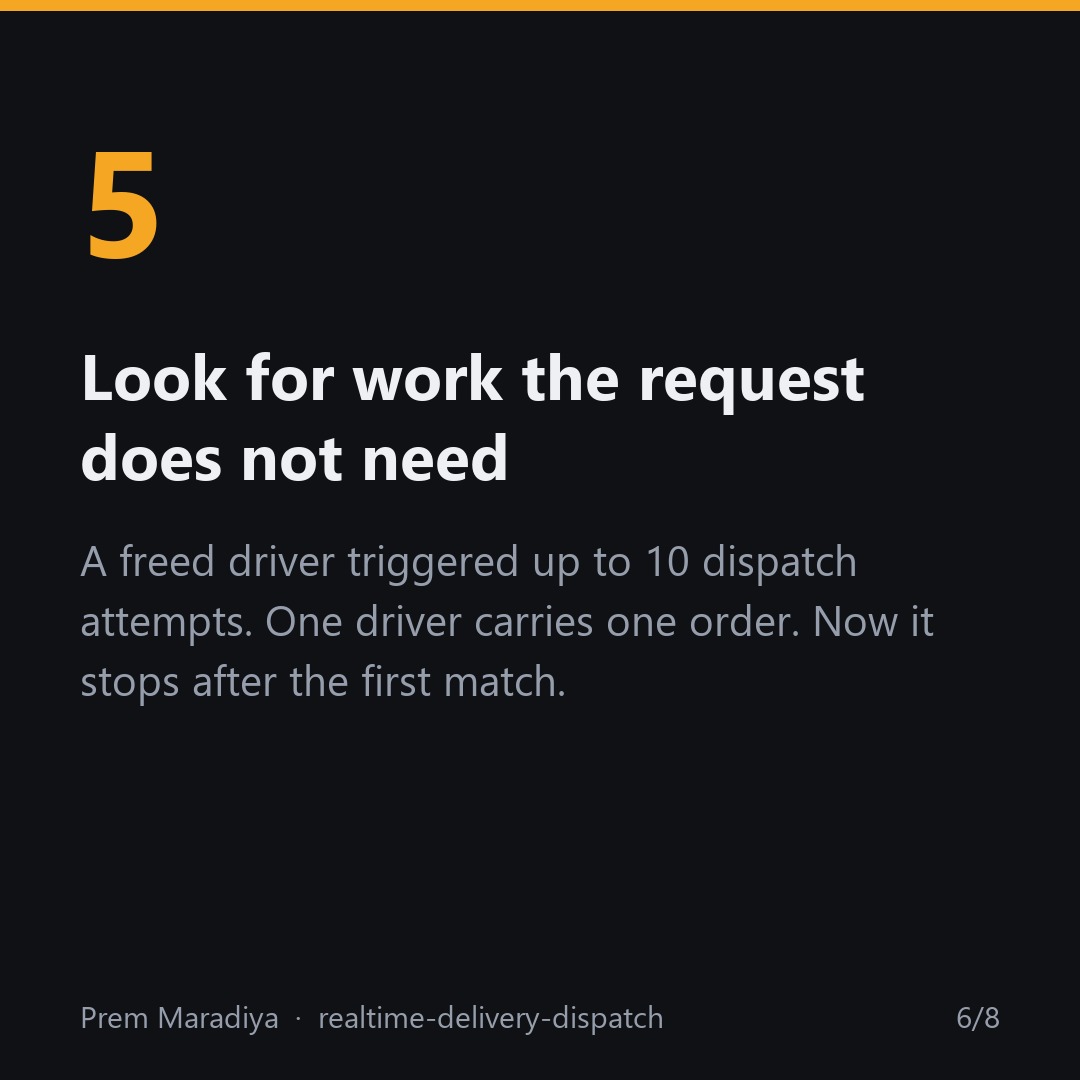 5
Look for work the request
does not need
A freed driver triggered up to 10 dispatch
attempts. One driver carries one order. Now it
stops after the first match.
Prem Maradiya · realtime-delivery-dispatch
6/8